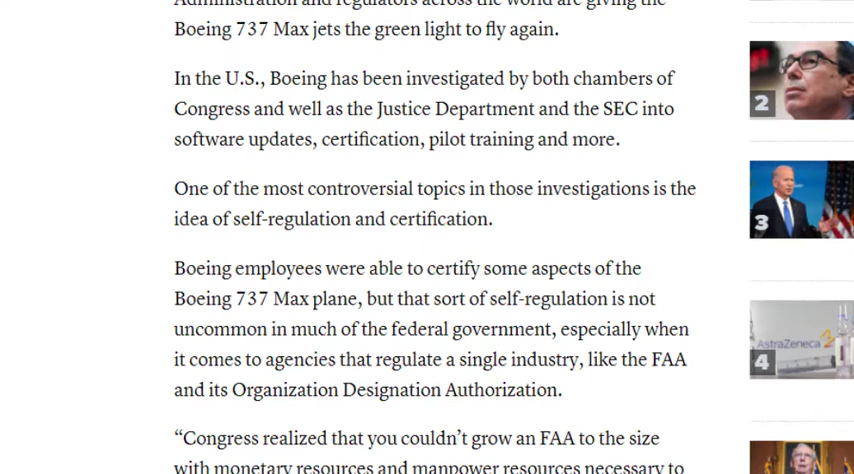 Administration and regulators across the world are giving the
Boeing 737 Max jets the green light to fly again.
In the U.S., Boeing has been investigated by both chambers of
Congress and well as the Justice Department and the SEC into
software updates, certification, pilot training and more.
One of the most controversial topics in those investigations is the
idea of self-regulation and certification.
Boeing employees were able to certify some aspects of the
Boeing 737 Max plane, but that sort of self-regulation is not
uncommon in much of the federal government, especially when
it comes to agencies that regulate a single industry, like the FAA
and its Organization Designation Authorization.
“Congress realized that you couldn’t grow an FAA to the size
with monetary resources and manpower resources necessary to
2
3
AstraZeneca
4